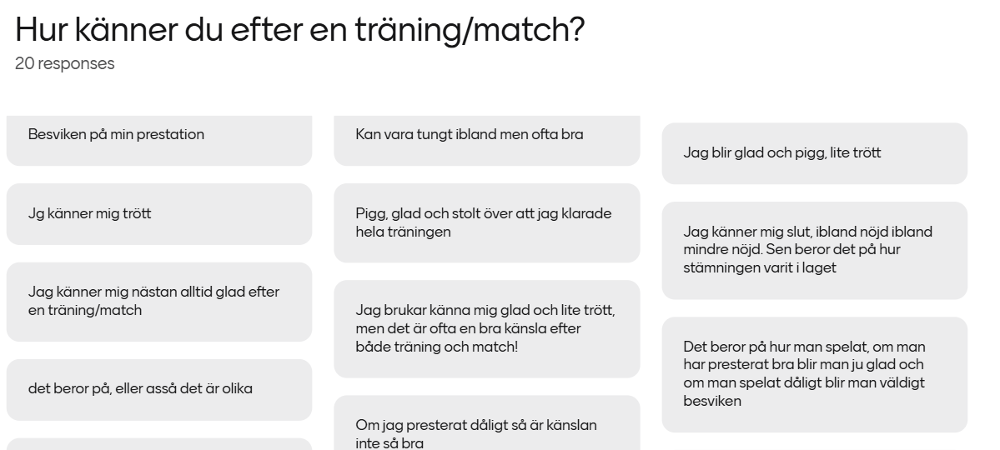 Hur känner du efter en träning/match?
20 responses
Besviken på min prestation
Jg känner mig trött
Jag känner mig nästan alltid glad efter
en träning/match
det beror på, eller asså det är olika
Kan vara tungt ibland men ofta bra
Pigg, glad och stolt över att jag klarade
hela träningen
Jag brukar känna mig glad och lite trött,
men det är ofta en bra känsla efter
både träning och match!
Om jag presterat dåligt så är känslan
inte så bra
Jag blir glad och pigg, lite trött
Jag känner mig slut, ibland nöjd ibland
mindre nöjd. Sen beror det på hur
stämningen varit i laget
Det beror på hur man spelat, om man
har presterat bra blir man ju glad och
om man spelat dåligt blir man väldigt
besviken